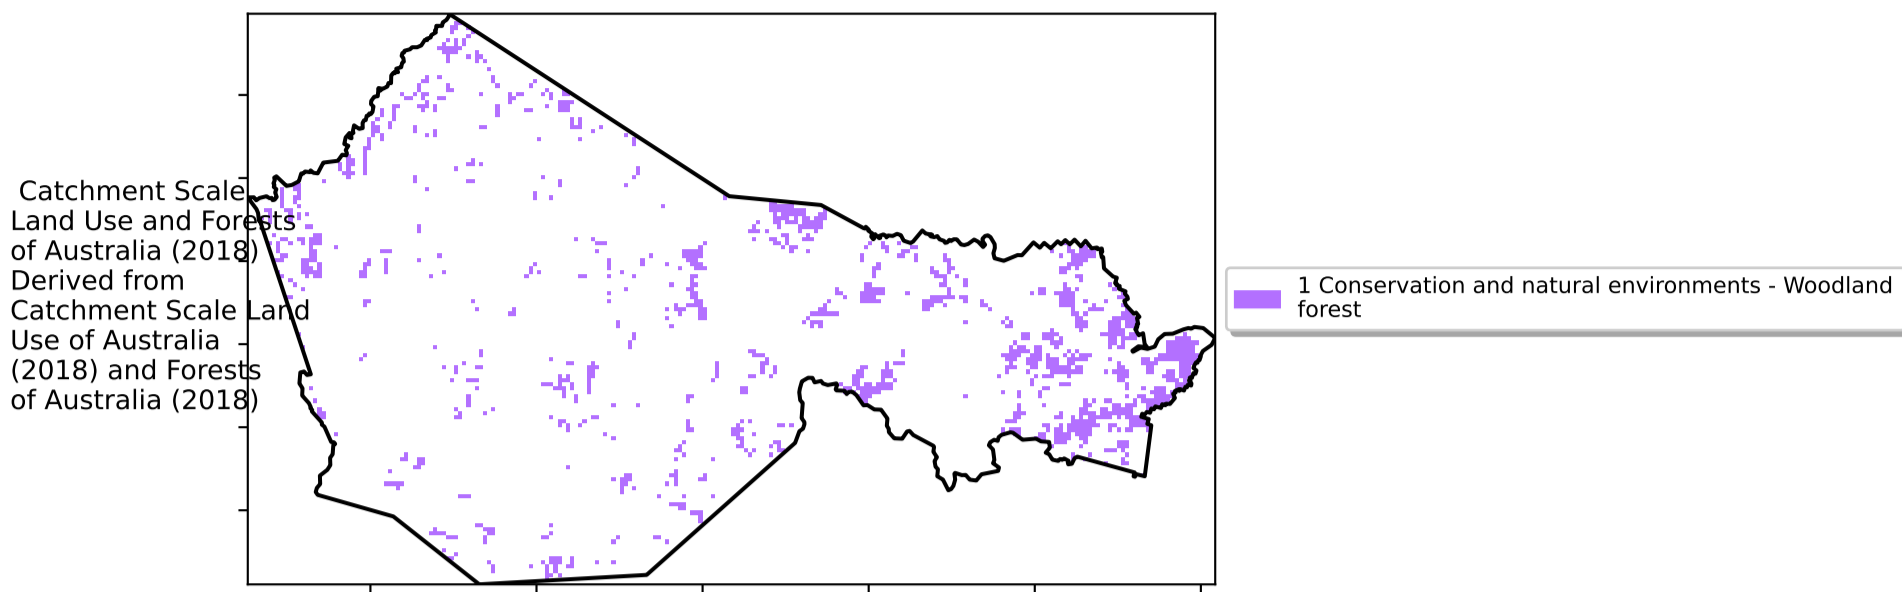 Catchment Scale
Land Use and Forests
of Australia (2018)
Derived from
Catchment Scale Land
Use of Australia
(2018) and Forests
of Australia (2018)
1 Conservation and natural environments - Woodland
forest